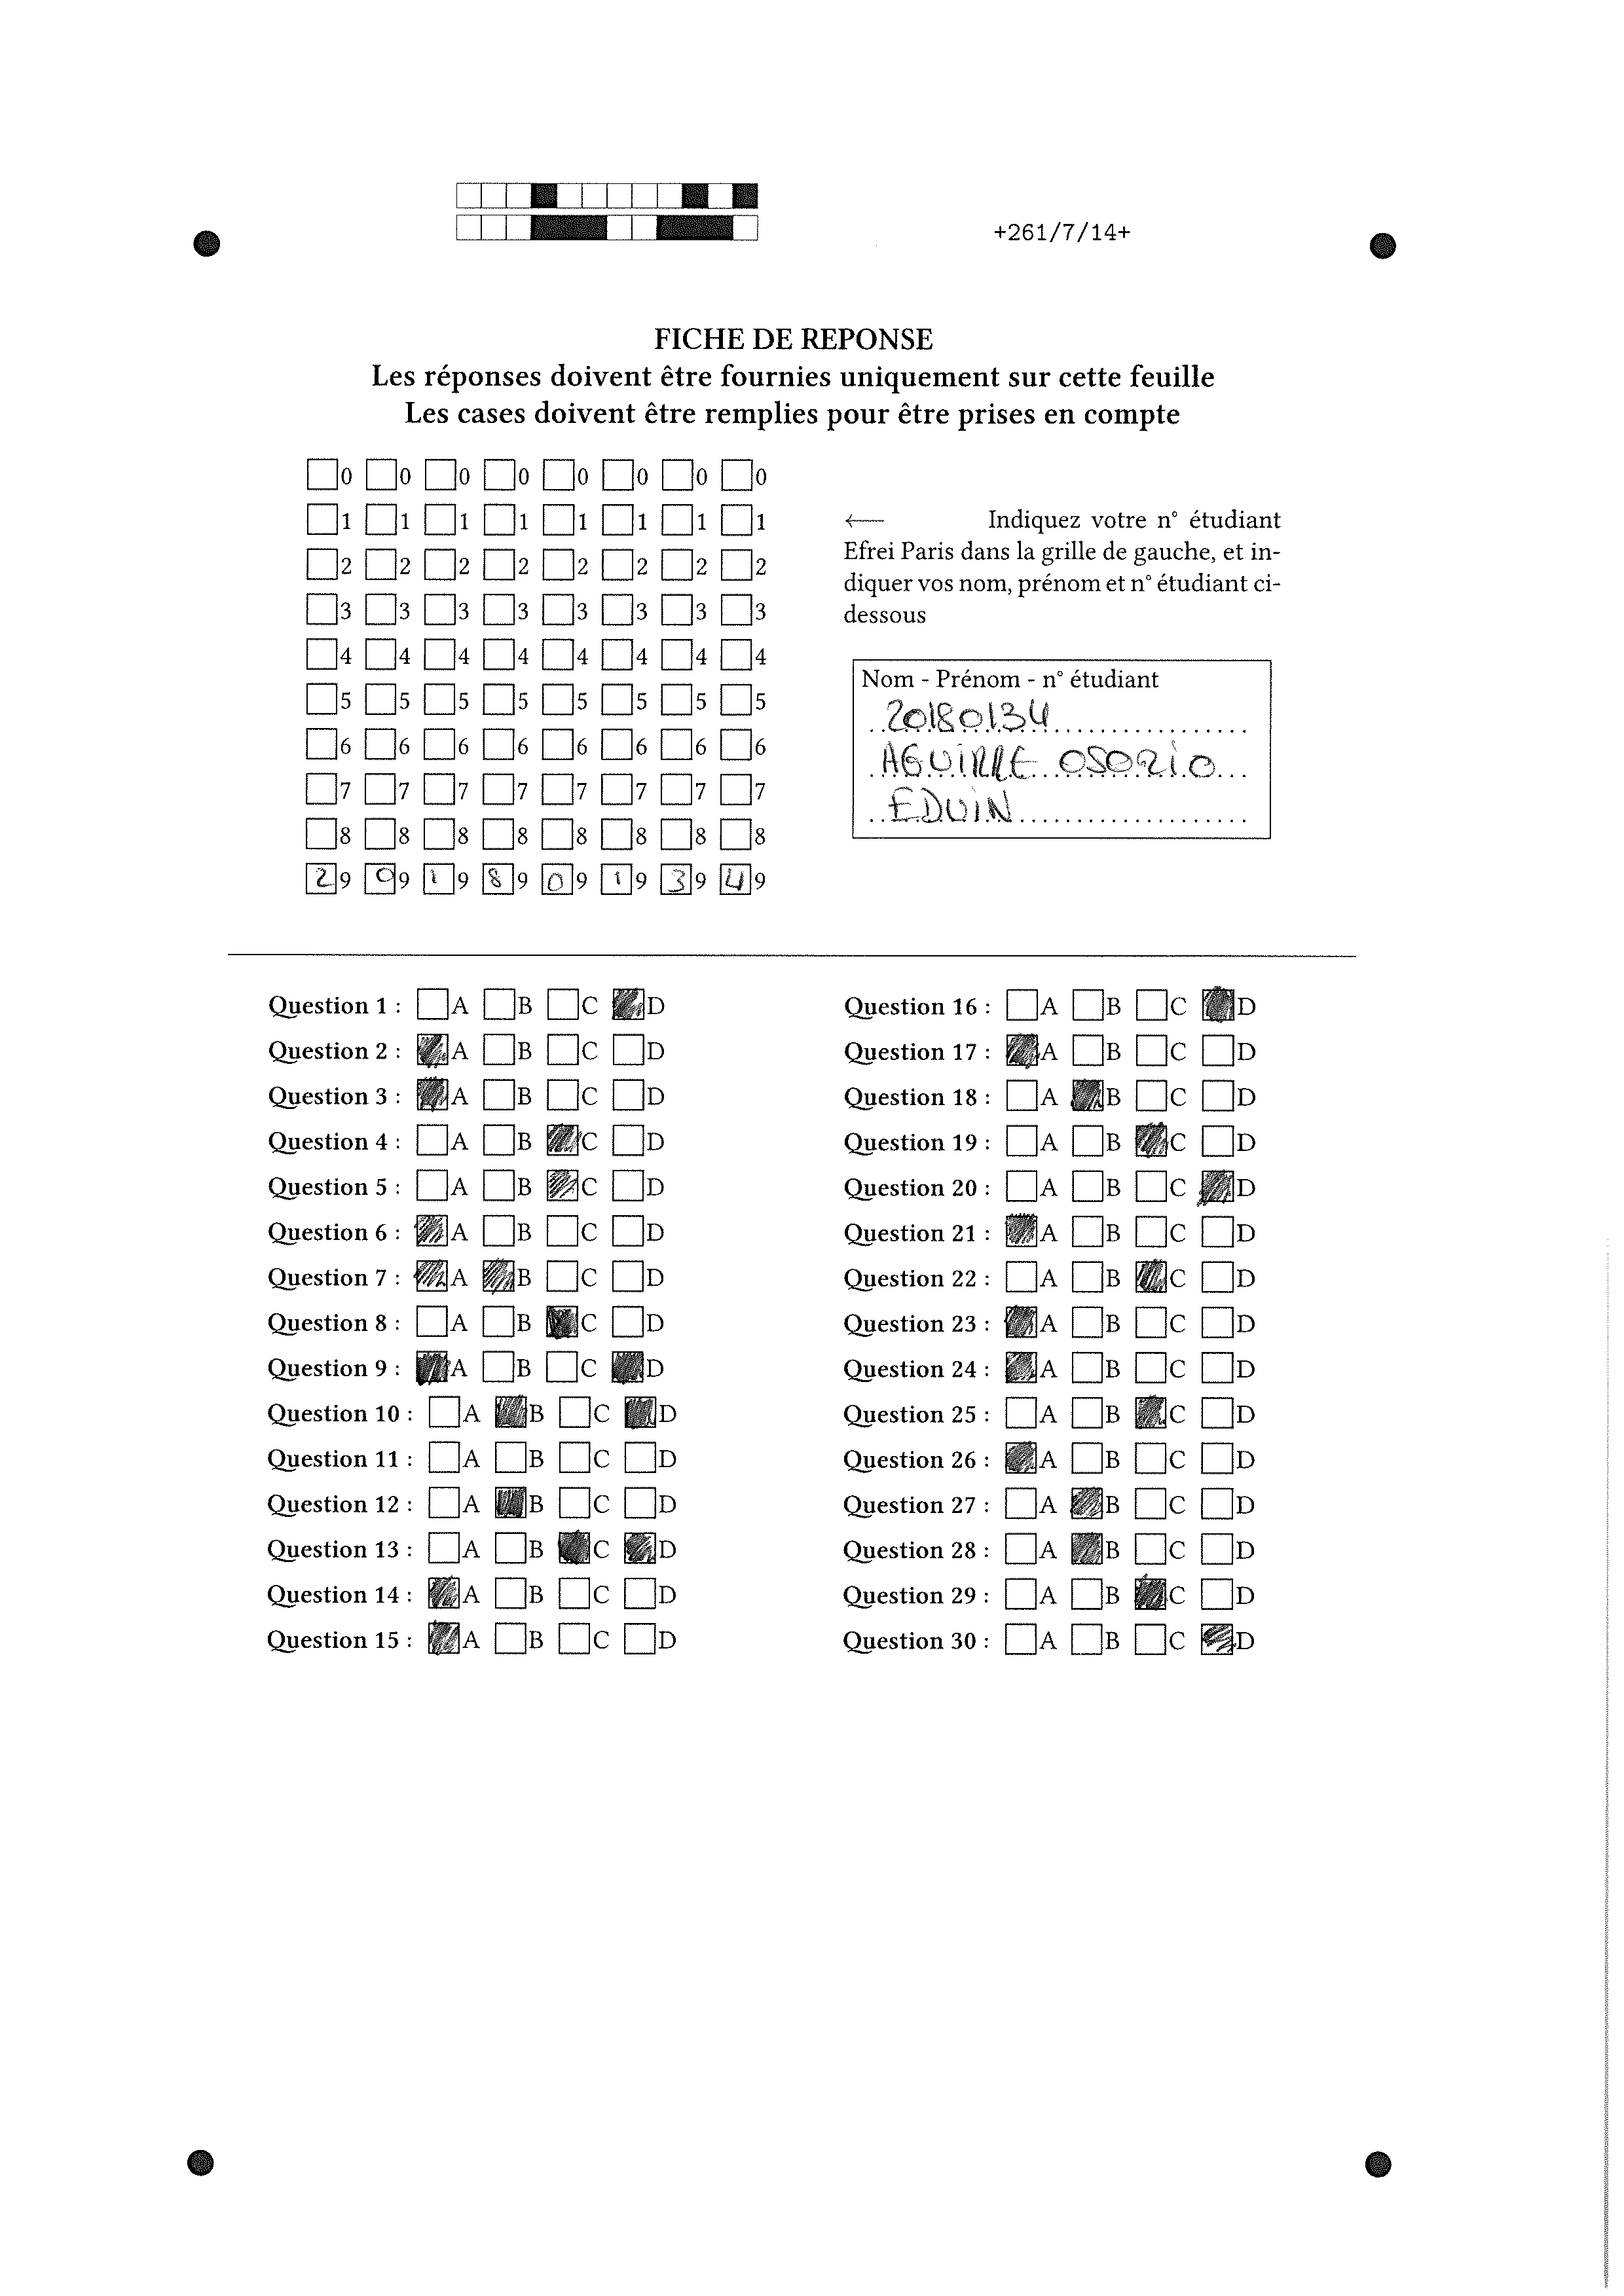 +261/7/14+
FICHE DE REPONSE
Les réponses doivent être fournies uniquement sur cette feuille
Les cases doivent être remplies pour être prises en compte
0 0 0 0 0 0 0 0
1 1 1 1 1 1 1 1
2 2 2 2 2 2 2 2
3 3 3 3 3 3 3 3
4 4 4 4 4 4 4 4
5 5 5 5 5 5 5 5
6 6 6 6 6 6 6 6
7 7 7 7 7 7 7 7
8 8 8 8 8 8 8 8
2 9 0 9 1 9 8 9 0 9 1 9 3 9 4 9
← Indiquez votre n° étudiant
Efrei Paris dans la grille de gauche, et in-
diquer vos nom, prénom et n° étudiant ci-
dessous
Nom - Prénom - n° étudiant
20180134
AGUIRRE OSORIO
EDUIN
Question 1 : A B C D
Question 2 : A B C D
Question 3 : A B C D
Question 4 : A B C D
Question 5 : A B C D
Question 6 : A B C D
Question 7 : A B C D
Question 8 : A B C D
Question 9 : A B C D
Question 10 : A B C D
Question 11 : A B C D
Question 12 : A B C D
Question 13 : A B C D
Question 14 : A B C D
Question 15 : A B C D
Question 16 : A B C D
Question 17 : A B C D
Question 18 : A B C D
Question 19 : A B C D
Question 20 : A B C D
Question 21 : A B C D
Question 22 : A B C D
Question 23 : A B C D
Question 24 : A B C D
Question 25 : A B C D
Question 26 : A B C D
Question 27 : A B C D
Question 28 : A B C D
Question 29 : A B C D
Question 30 : A B C D